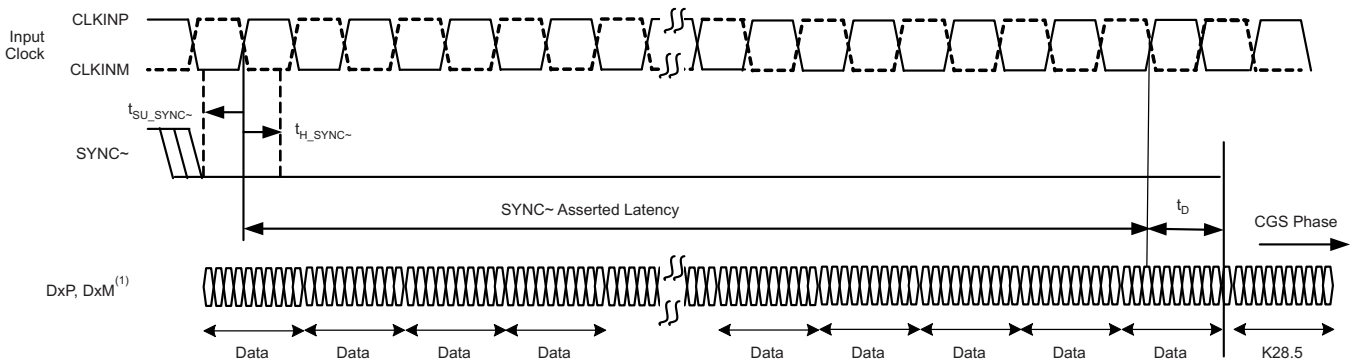 CLKINP
Input
Clock
CLKINM
tSU_SYNC~
tH_SYNC~
SYNC~
SYNC~ Asserted Latency
tD
CGS Phase
DxP, DxM(1)
Data Data Data Data Data Data Data Data Data K28.5